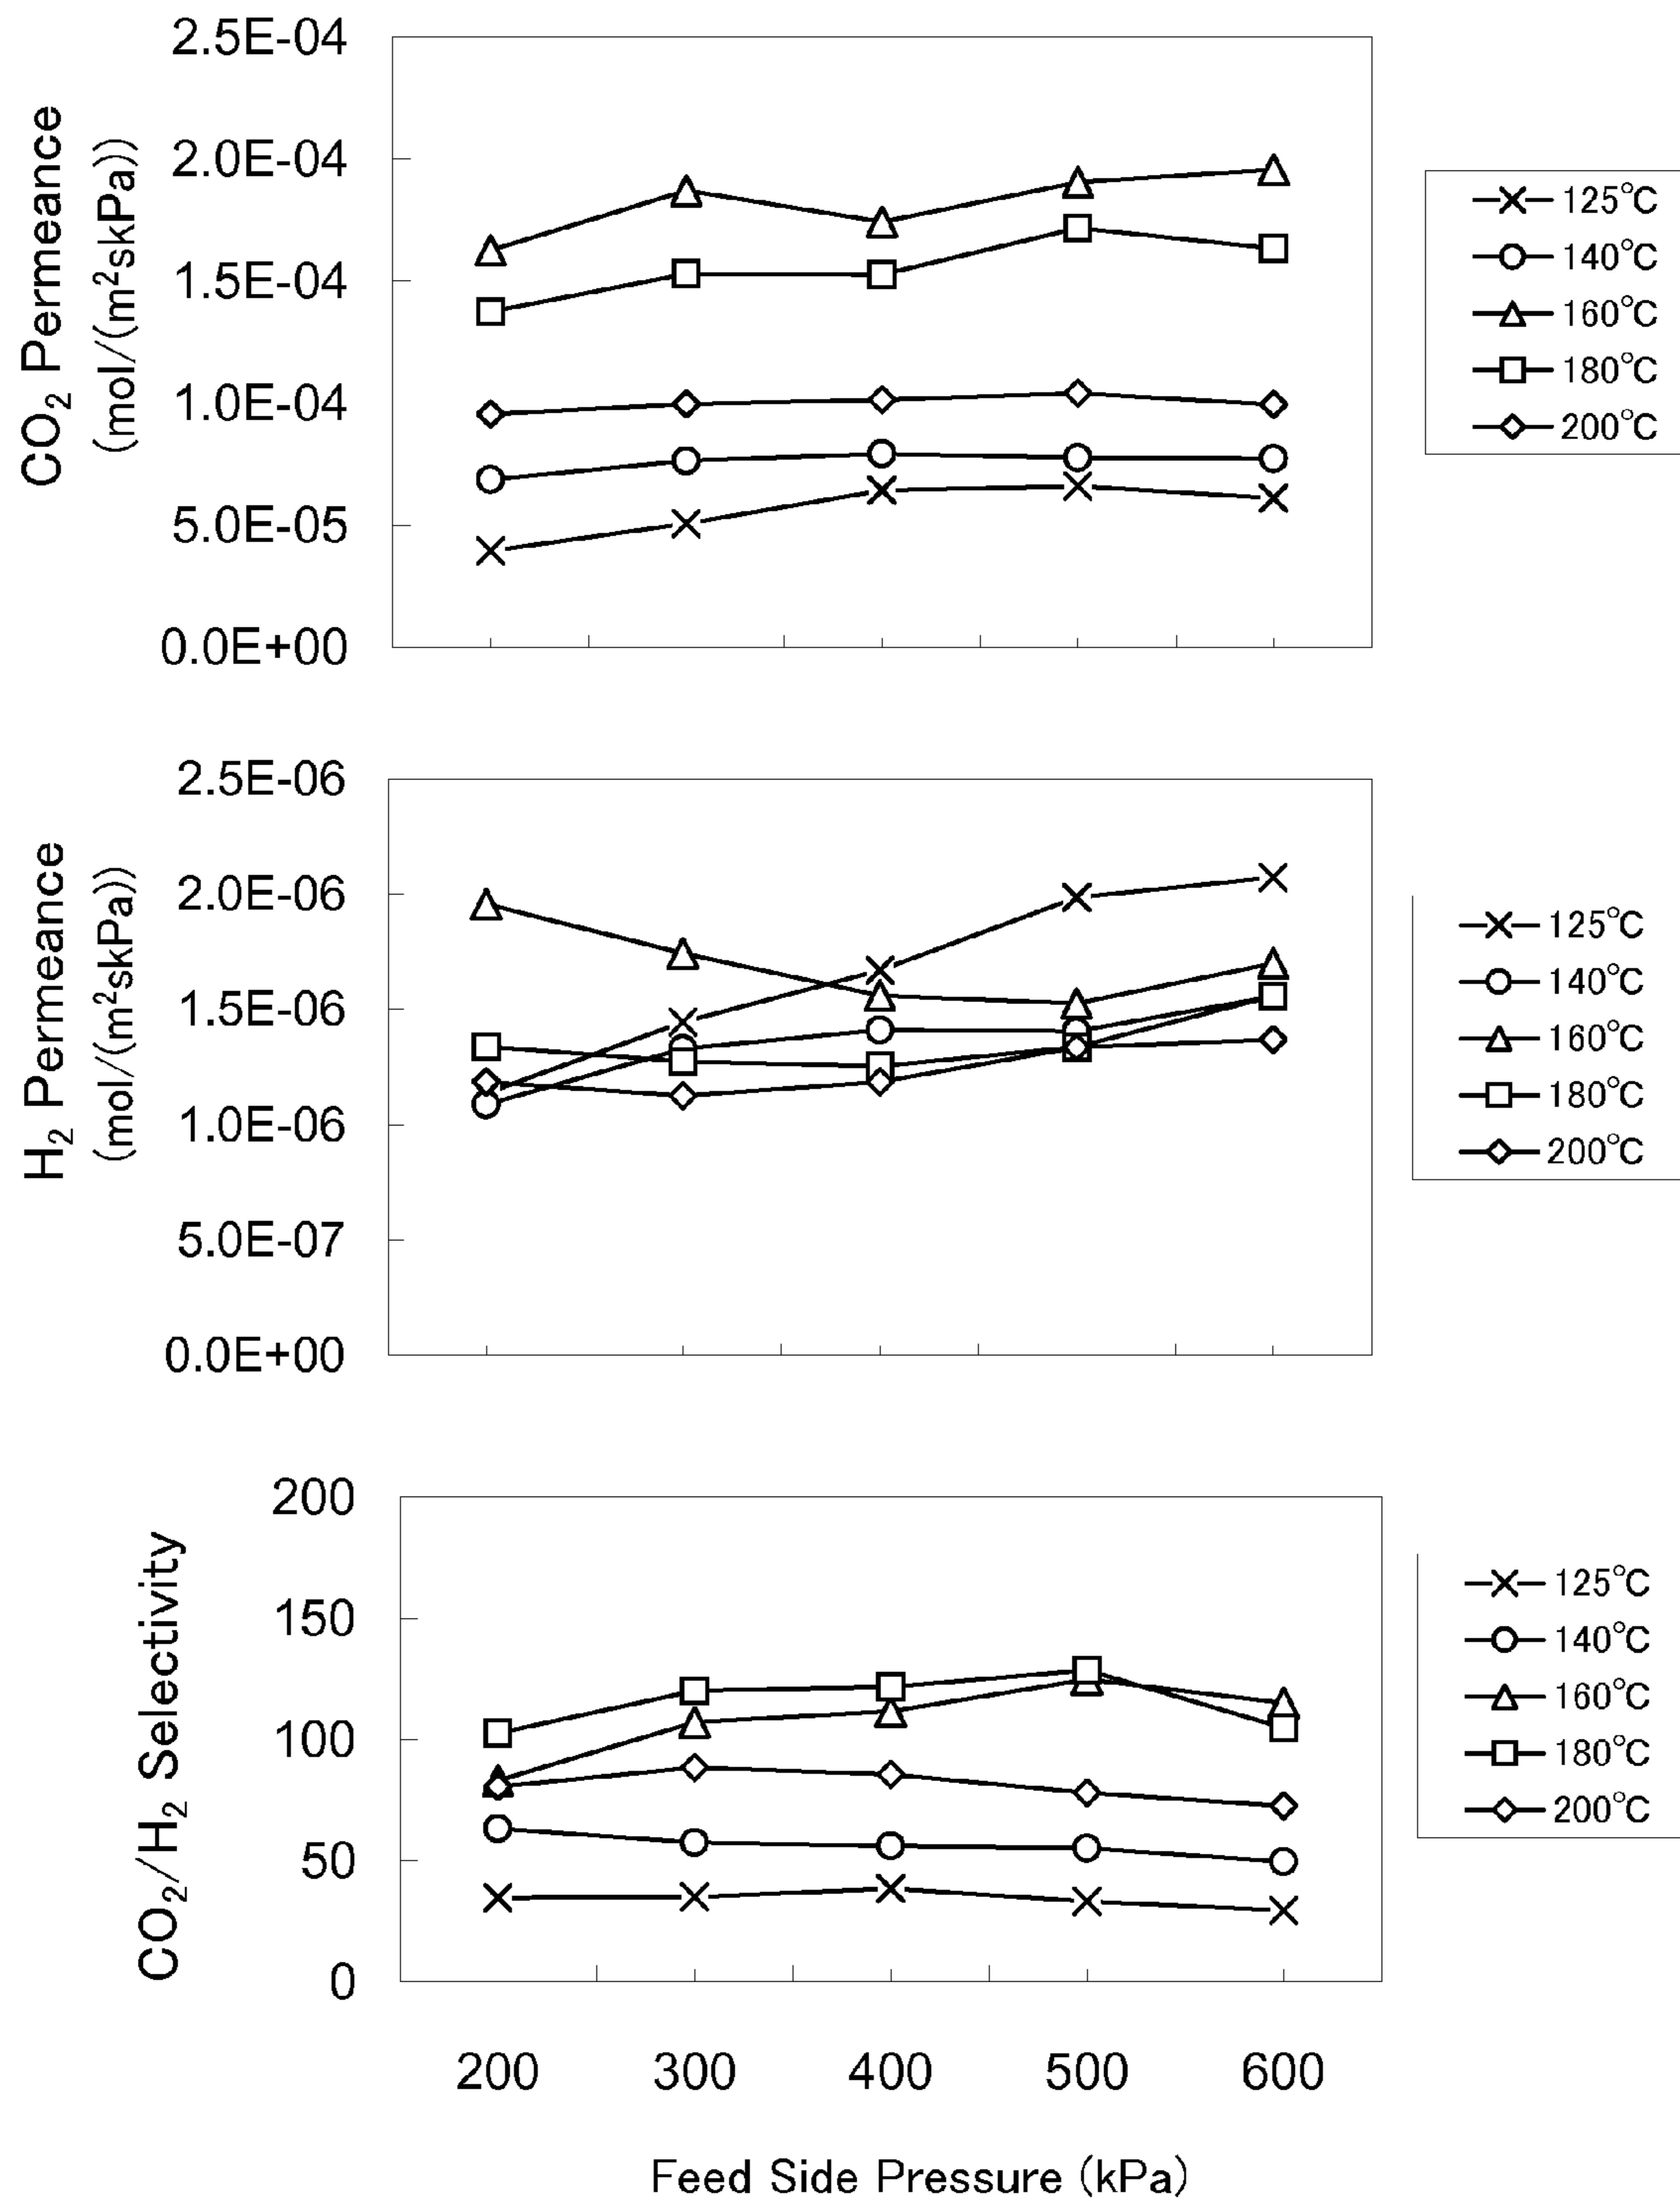 CO₂ Permeance
(mol/(m²skPa))
2.5E-04
2.0E-04
1.5E-04
1.0E-04
5.0E-05
0.0E+00
125℃
140℃
160℃
180℃
200℃
H₂ Permeance
(mol/(m²skPa))
2.5E-06
2.0E-06
1.5E-06
1.0E-06
5.0E-07
0.0E+00
125℃
140℃
160℃
180℃
200℃
CO₂/H₂ Selectivity
200
150
100
50
0
125℃
140℃
160℃
180℃
200℃
200 300 400 500 600
Feed Side Pressure (kPa)